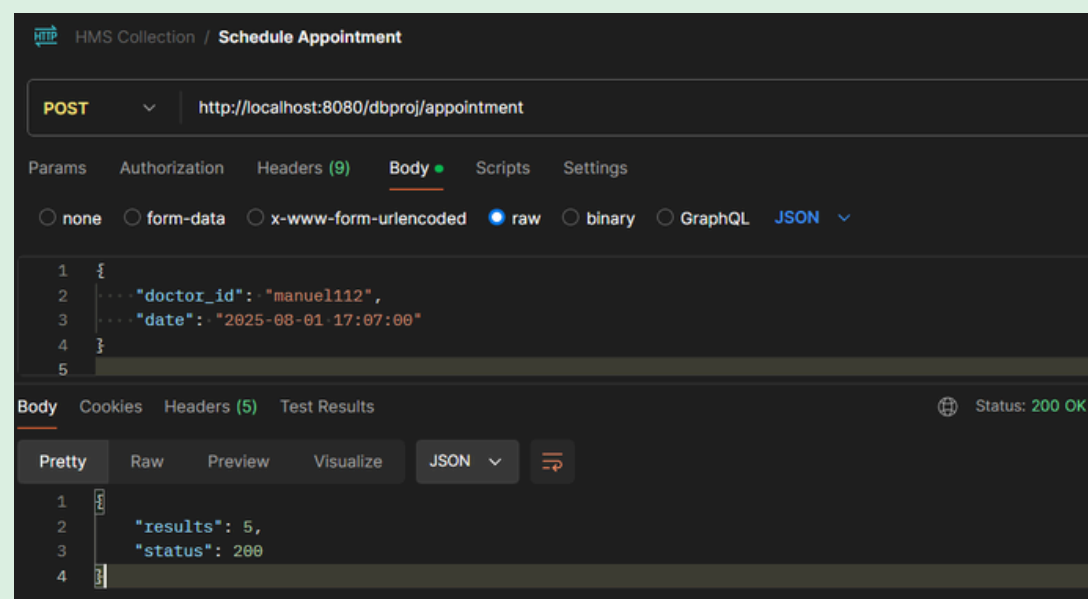 HTTP HMS Collection / Schedule Appointment
POST http://localhost:8080/dbproj/appointment
Params Authorization Headers (9) Body Scripts Settings
none form-data x-www-form-urlencoded raw binary GraphQL JSON
1 {
2 "doctor_id": "manuel112",
3 "date": "2025-08-01 17:07:00"
4 }
5
Body Cookies Headers (5) Test Results Status: 200 OK
Pretty Raw Preview Visualize JSON
1 {
2 "results": 5,
3 "status": 200
4 }